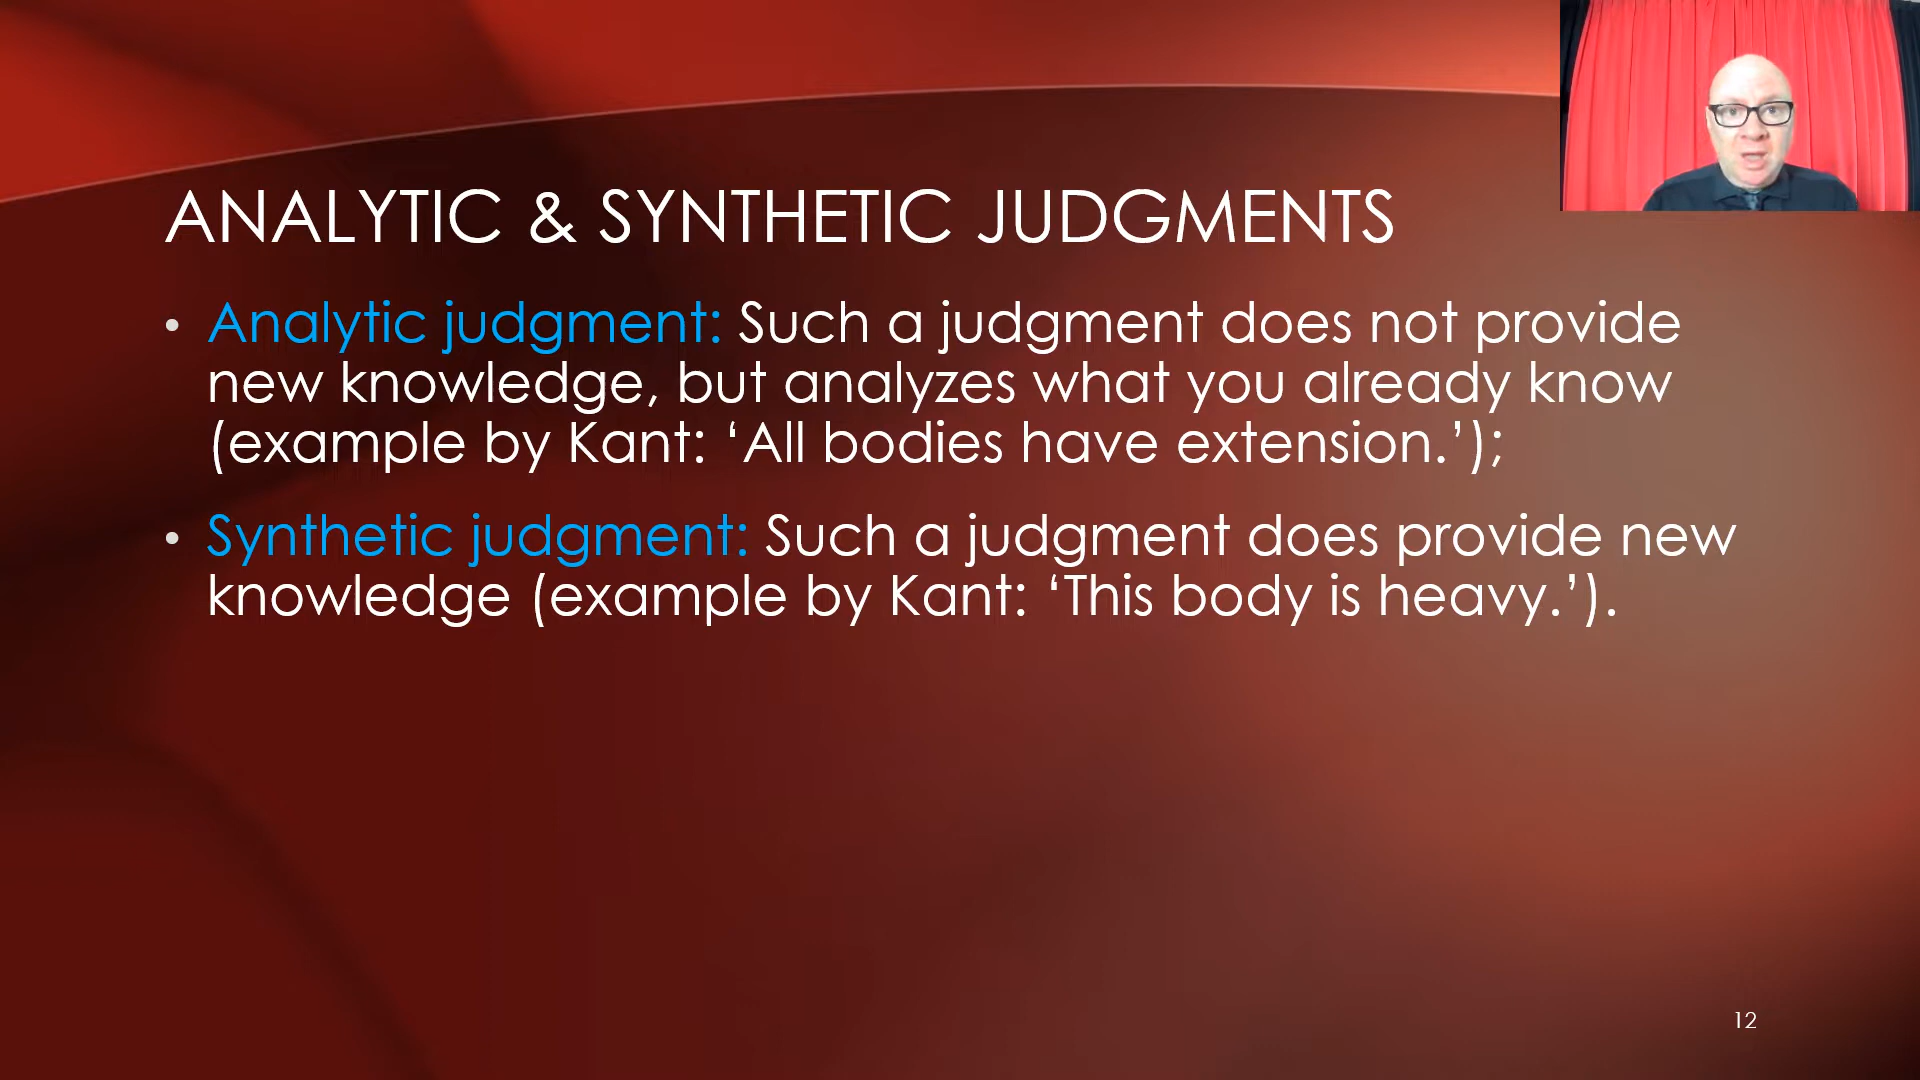 ANALYTIC & SYNTHETIC JUDGMENTS
• Analytic judgment: Such a judgment does not provide
new knowledge, but analyzes what you already know
(example by Kant: ‘All bodies have extension.’);
• Synthetic judgment: Such a judgment does provide new
knowledge (example by Kant: ‘This body is heavy.’).
12